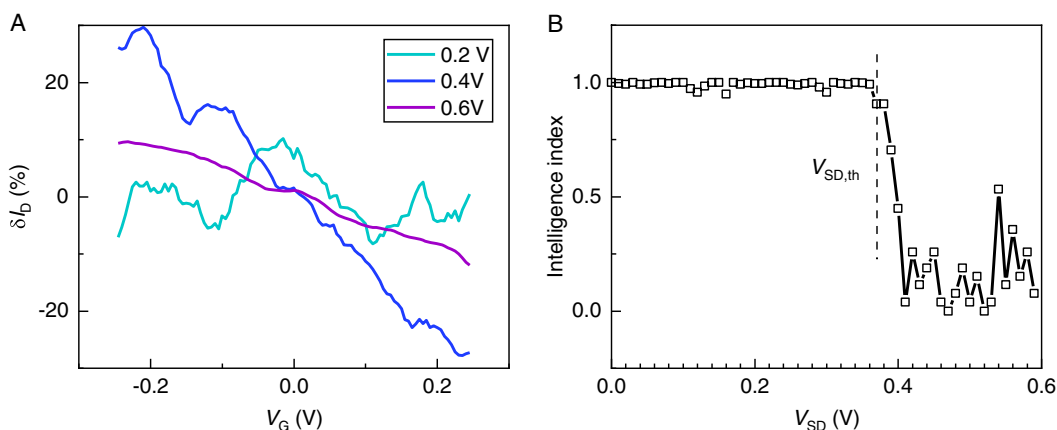 A
δI_D (%)
20
0
-20
-0.2
0.0
0.2
V_G (V)
0.2 V
0.4V
0.6V
B
Intelligence index
1.0
0.5
0.0
V_SD,th
0.0
0.2
0.4
0.6
V_SD (V)